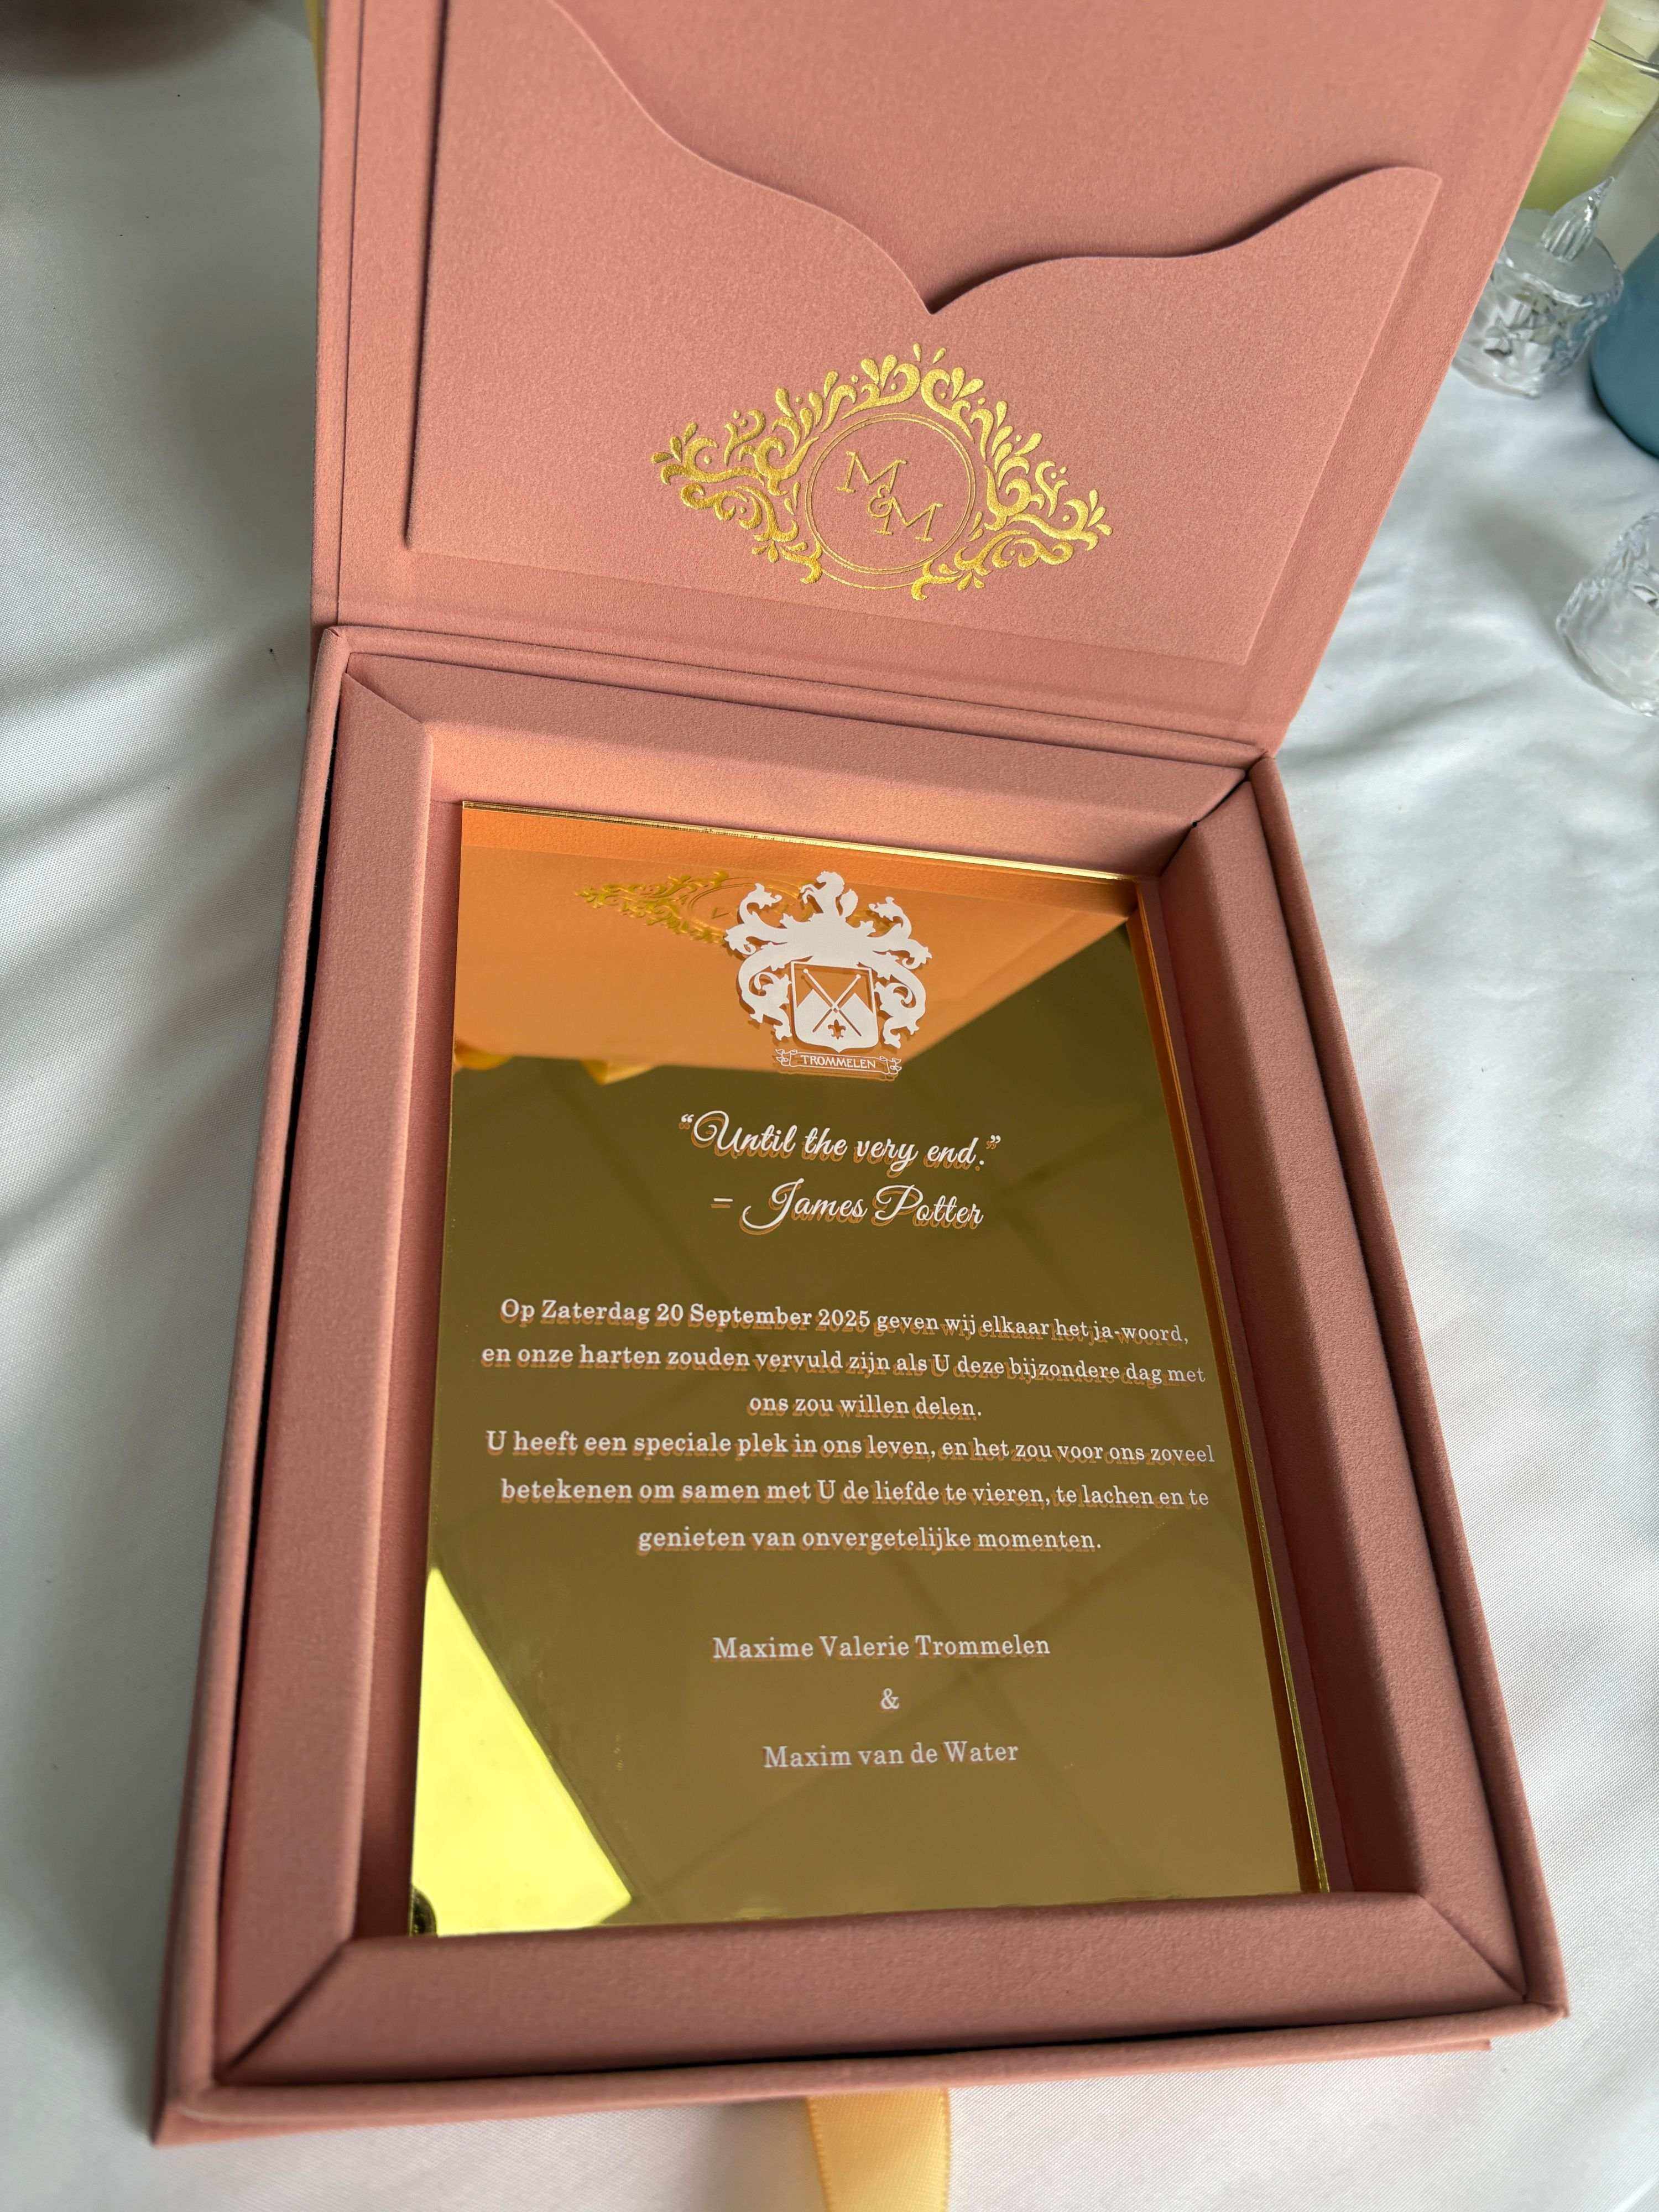 M
&
M
TROMMELEN
“Until the very end.”
= James Potter
Op Zaterdag 20 September 2025 geven wij elkaar het ja-woord,
en onze harten zouden vervuld zijn als U deze bijzondere dag met
ons zou willen delen.
U heeft een speciale plek in ons leven, en het zou voor ons zoveel
betekenen om samen met U de liefde te vieren, te lachen en te
genieten van onvergetelijke momenten.
Maxime Valerie Trommelen
&
Maxim van de Water